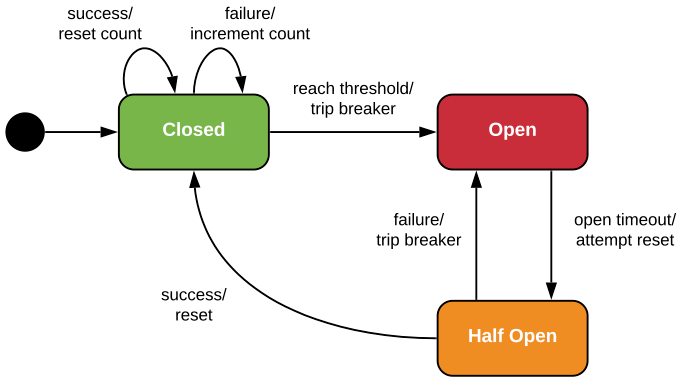 success/
reset count
failure/
increment count
reach threshold/
trip breaker
Closed
Open
failure/
trip breaker
open timeout/
attempt reset
success/
reset
Half Open